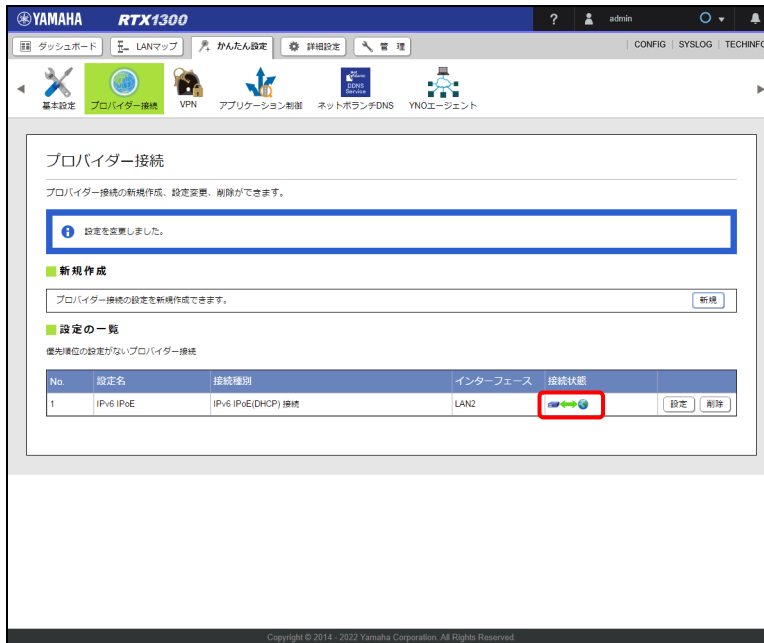 YAMAHA RTX1300 ? admin
ダッシュボード LANマップ かんたん設定 詳細設定 管 理 CONFIG SYSLOG TECHINFO
基本設定 プロバイダー接続 VPN アプリケーション制御 ネットボランチDNS YNOエージェント
DDNS
Service
プロバイダー接続
プロバイダー接続の新規作成、設定変更、削除ができます。
設定を変更しました。
新規作成
プロバイダー接続の設定を新規作成できます。 新規
設定の一覧
優先順位の設定がないプロバイダー接続
No. 設定名 接続種別 インターフェース 接続状態
1 IPv6 IPoE IPv6 IPoE(DHCP) 接続 LAN2 設定 削除
Copyright © 2014 - 2022 Yamaha Corporation. All Rights Reserved.